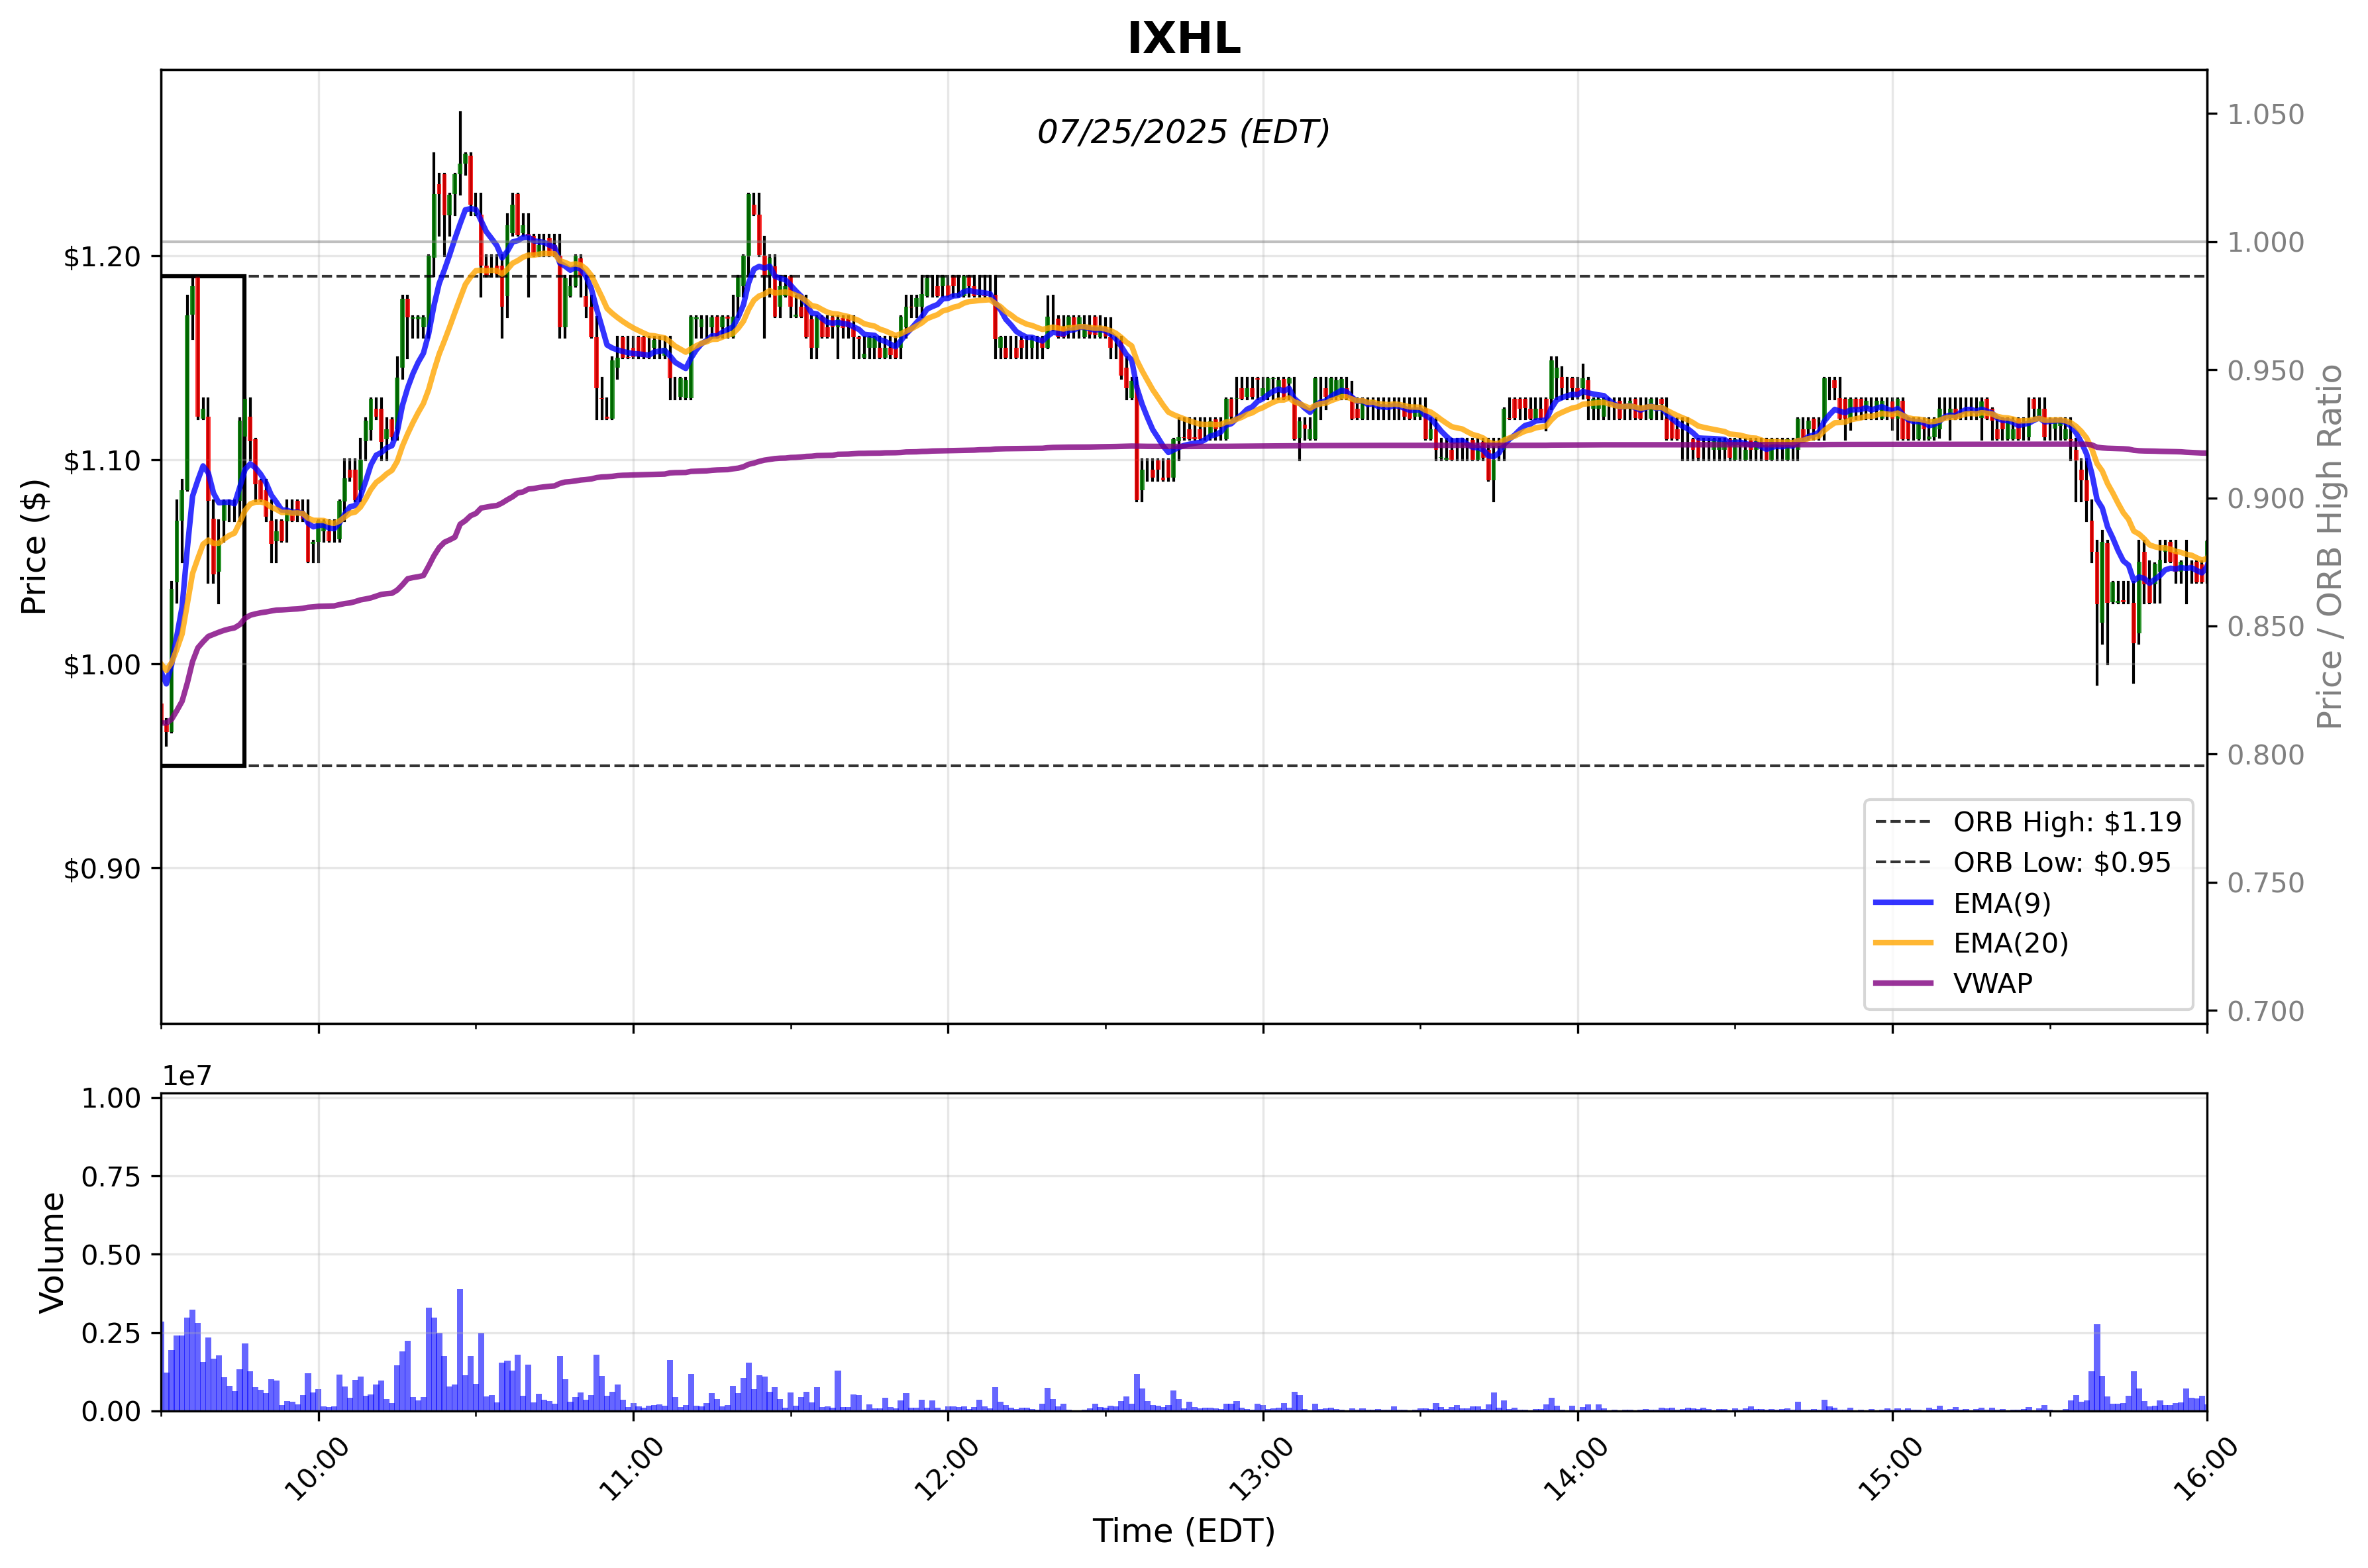 IXHL
07/25/2025 (EDT)
Price ($)
$1.20
$1.10
$1.00
$0.90
1.050
1.000
0.950
0.900
0.850
0.800
0.750
0.700
Price / ORB High Ratio
ORB High: $1.19
ORB Low: $0.95
EMA(9)
EMA(20)
VWAP
1e7
Volume
1.00
0.75
0.50
0.25
0.00
10:00
11:00
12:00
13:00
14:00
15:00
16:00
Time (EDT)